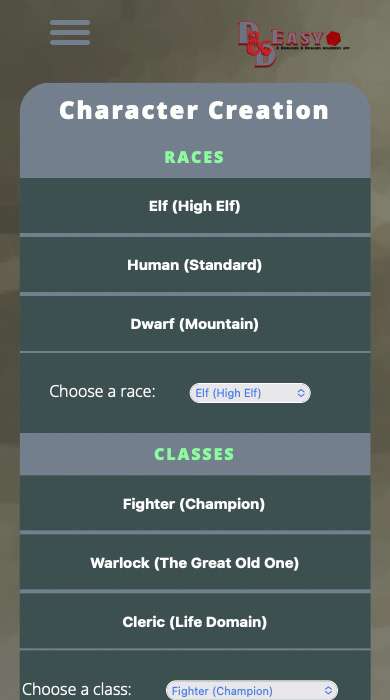 D&D EASY
Character Creation
RACES
Elf (High Elf)
Human (Standard)
Dwarf (Mountain)
Choose a race: Elf (High Elf)
CLASSES
Fighter (Champion)
Warlock (The Great Old One)
Cleric (Life Domain)
Choose a class: Fighter (Champion)